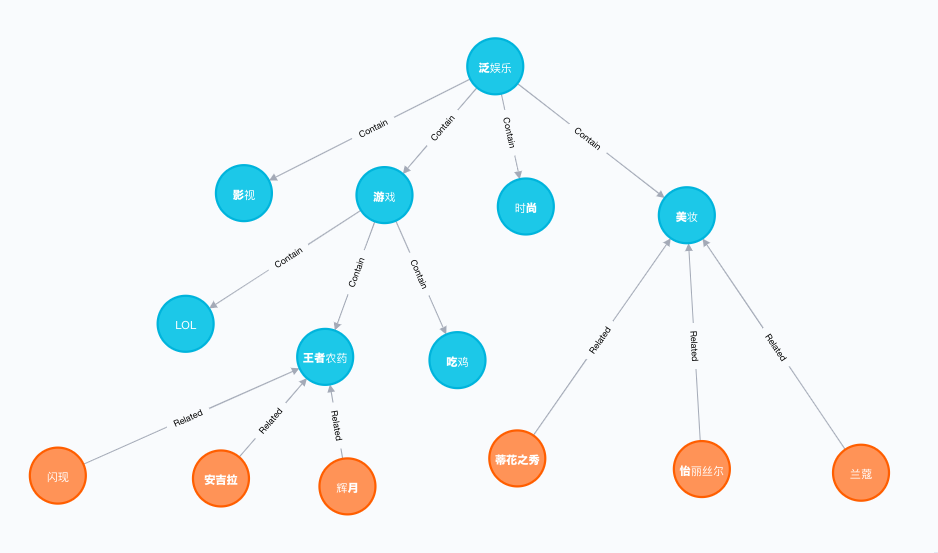 泛娱乐
Contain
Contain
Contain
Contain
影视
游戏
时尚
美妆
Contain
Contain
Contain
LOL
王者农药
吃鸡
Related
Related
Related
Related
Related
Related
闪现
安吉拉
辉月
蒂花之秀
怡丽丝尔
兰蔻